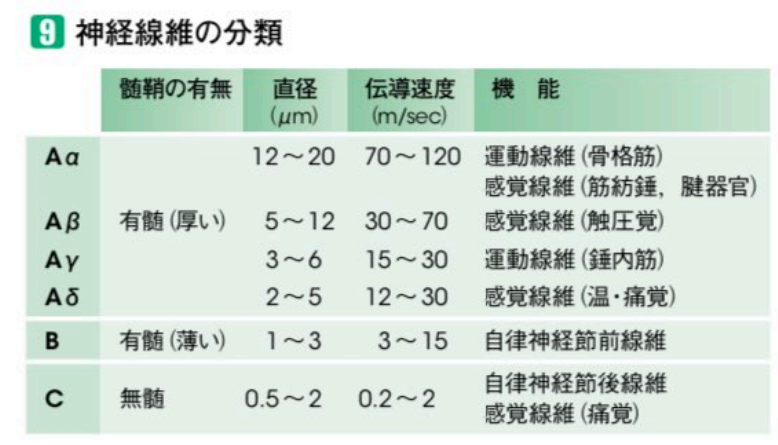 9 神経線維の分類
髄鞘の有無 直径 伝導速度 機 能
(μm) (m/sec)
Aα 12〜20 70〜120 運動線維(骨格筋)
感覚線維(筋紡錘，腱器官)
Aβ 有髄(厚い) 5〜12 30〜70 感覚線維(触圧覚)
Aγ 3〜6 15〜30 運動線維(錘内筋)
Aδ 2〜5 12〜30 感覚線維(温・痛覚)
B 有髄(薄い) 1〜3 3〜15 自律神経節前線維
C 無髄 0.5〜2 0.2〜2 自律神経節後線維
感覚線維(痛覚)